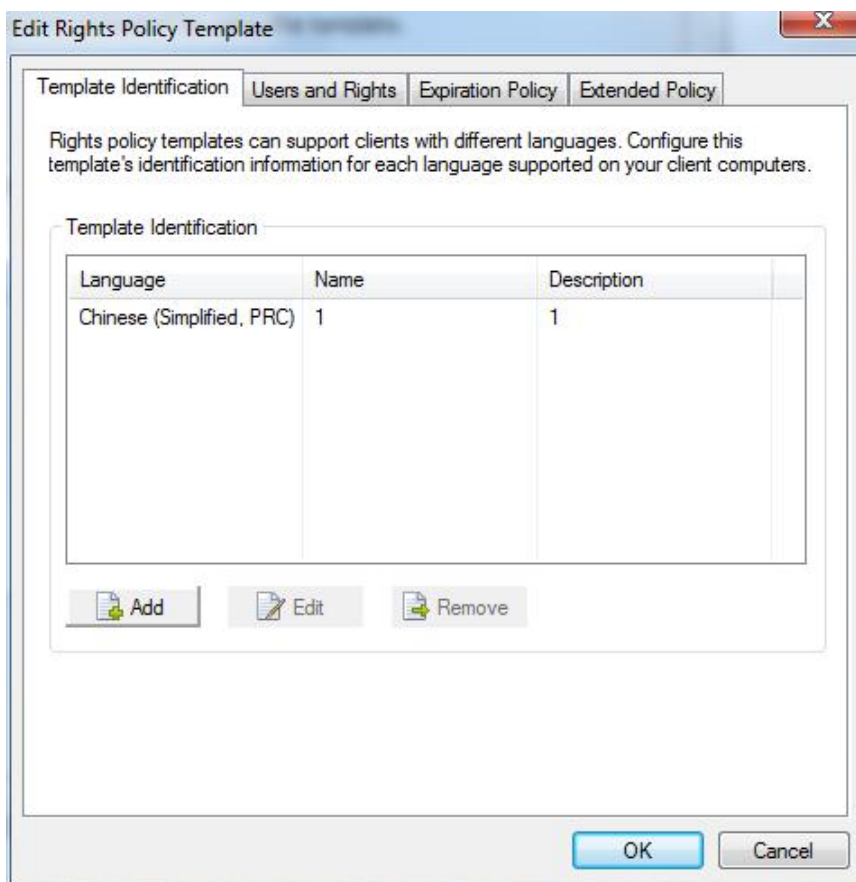 Edit Rights Policy Template
Template Identification Users and Rights Expiration Policy Extended Policy
Rights policy templates can support clients with different languages. Configure this
template's identification information for each language supported on your client computers.
Template Identification
Language Name Description
Chinese (Simplified, PRC) 1 1
Add Edit Remove
OK Cancel